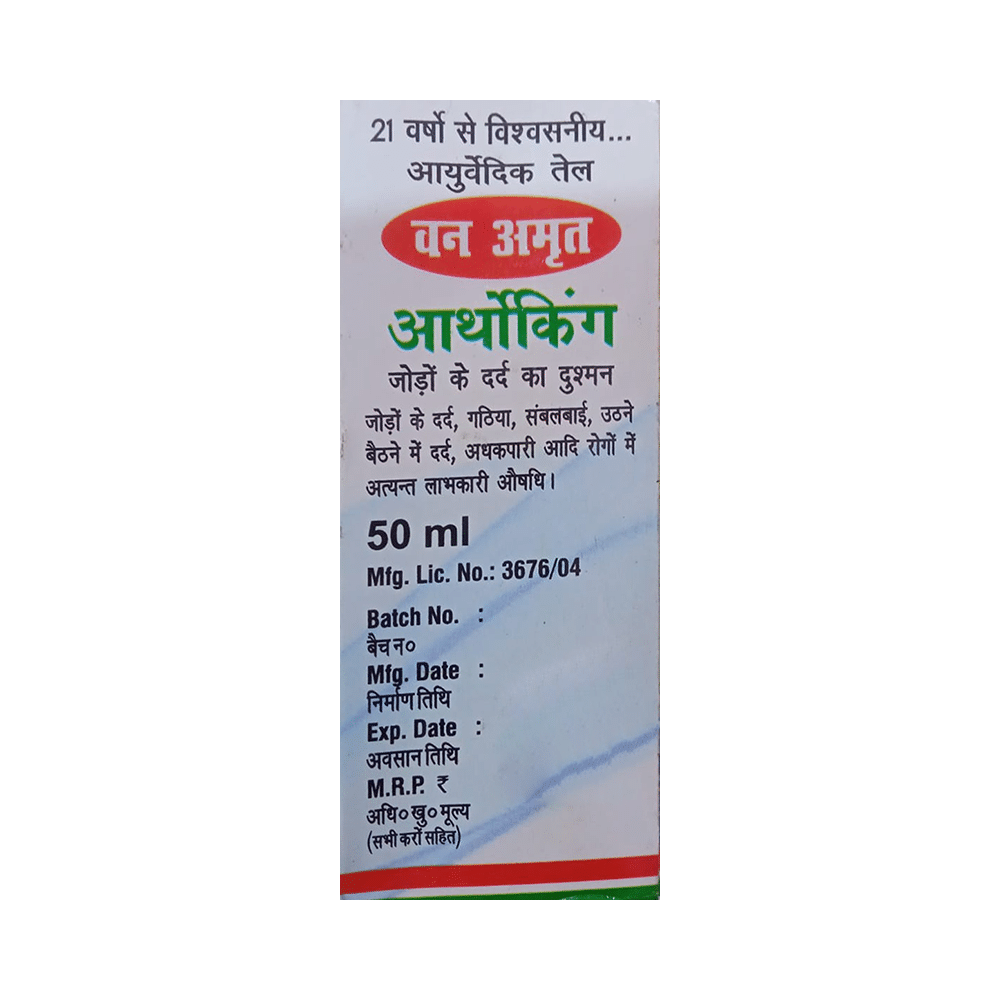 21 वर्षो से विश्वसनीय...
आयुर्वेदिक तेल
वन अमृत
आर्थोकिंग
जोड़ों के दर्द का दुश्मन
जोड़ों के दर्द, गठिया, संबलबाई, उठने
बैठने में दर्द, अधकपारी आदि रोगों में
अत्यन्त लाभकारी औषधि।
50 ml
Mfg. Lic. No.: 3676/04
Batch No. :
बैच न०
Mfg. Date :
निर्माण तिथि
Exp. Date :
अवसान तिथि
M.R.P. ₹
अधि० खु० मूल्य
(सभी करों सहित)